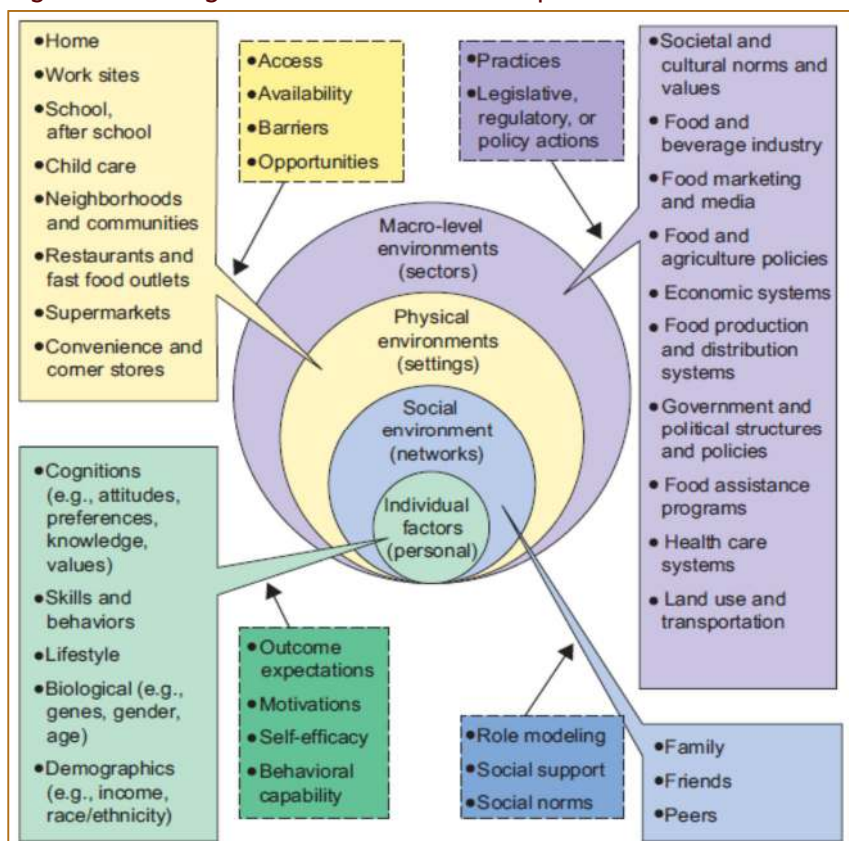 ●Home
●Work sites
●School,
after school
●Child care
●Neighborhoods
and communities
●Restaurants and
fast food outlets
●Supermarkets
●Convenience and
corner stores
●Access
●Availability
●Barriers
●Opportunities
●Practices
●Legislative,
regulatory, or
policy actions
●Societal and
cultural norms and
values
● Food and
beverage industry
● Food marketing
and media
● Food and
agriculture policies
● Economic systems
● Food production
and distribution
systems
● Government and
political structures
and policies
● Food assistance
programs
● Health care
systems
● Land use and
transportation
Macro-level
environments
(sectors)
Physical
environments
(settings)
Social
environment
(networks)
Individual
factors
(personal)
●Cognitions
(e.g., attitudes,
preferences,
knowledge,
values)
●Skills and
behaviors
●Lifestyle
●Biological (e.g.,
genes, gender,
age)
●Demographics
(e.g., income,
race/ethnicity)
●Outcome
expectations
●Motivations
●Self-efficacy
●Behavioral
capability
●Role modeling
●Social support
●Social norms
●Family
●Friends
●Peers